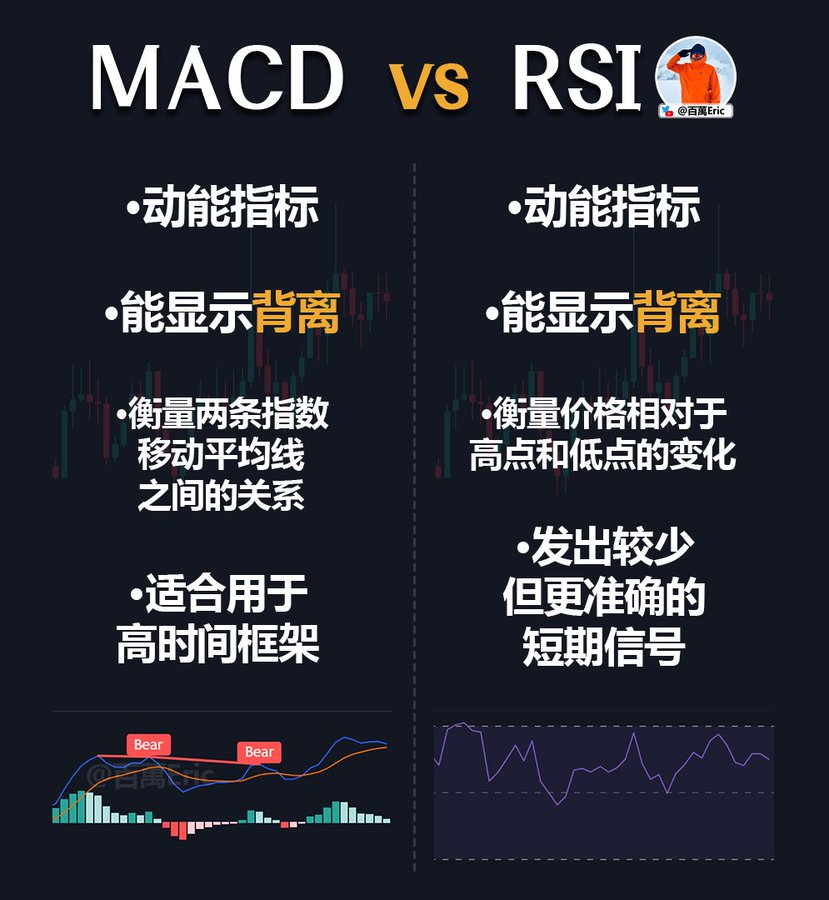 MACD vs RSI
@百萬Eric
•动能指标
•能显示背离
•衡量两条指数
移动平均线
之间的关系
•适合用于
高时间框架
•动能指标
•能显示背离
•衡量价格相对于
高点和低点的变化
•发出较少
但更准确的
短期信号
Bear
Bear
@百萬Eric